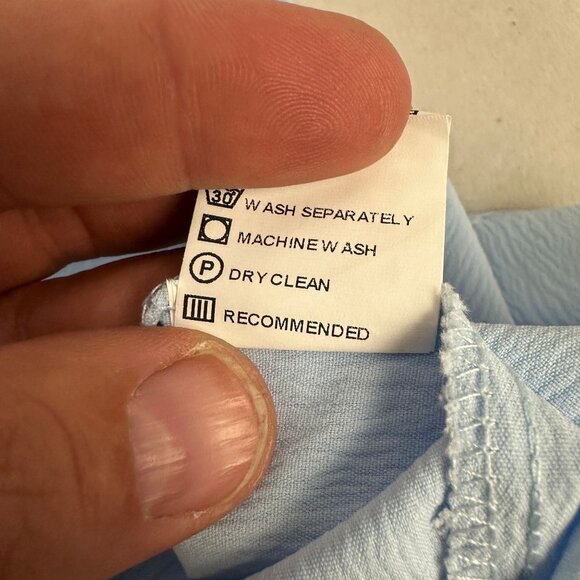 30° WASH SEPARATELY
MACHINE WASH
P DRY CLEAN
RECOMMENDED